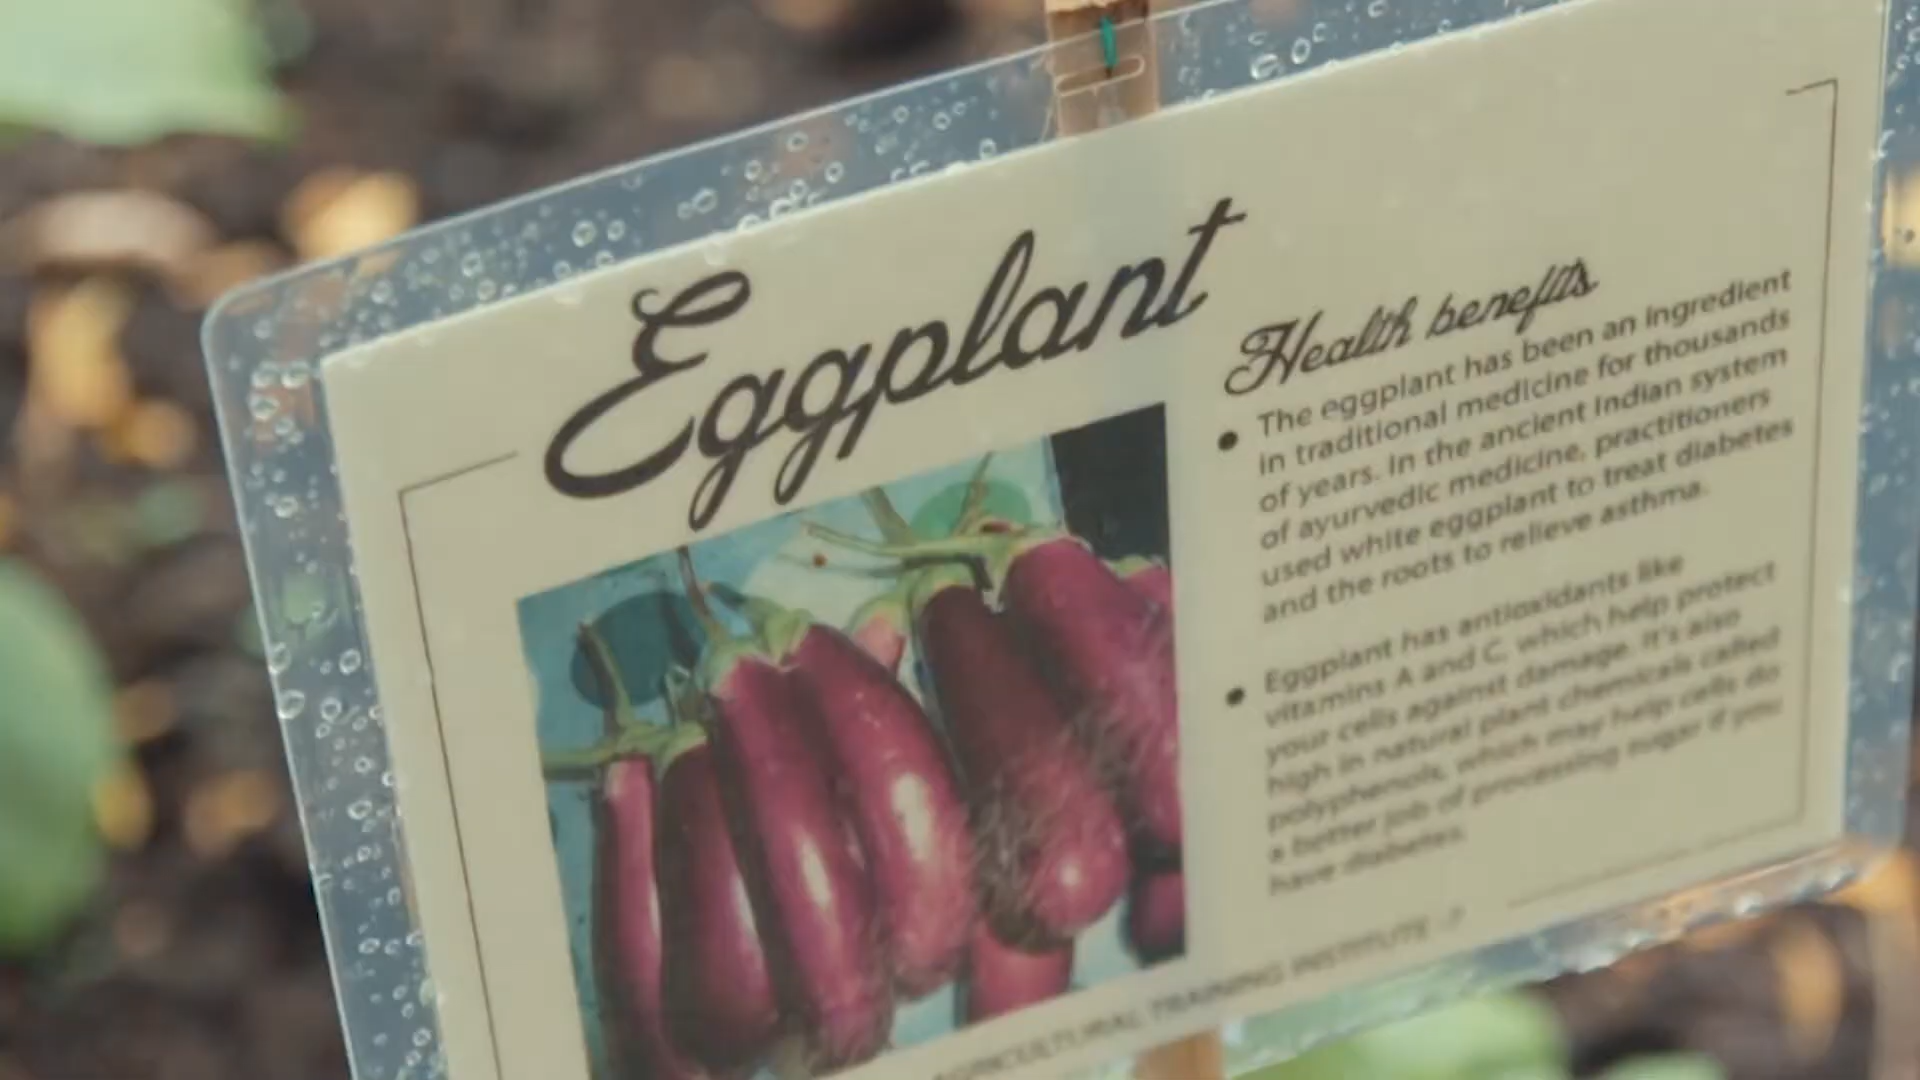 Eggplant
Health benefits
• The eggplant has been an ingredient
in traditional medicine for thousands
of years. In the ancient Indian system
of ayurvedic medicine, practitioners
used white eggplant to treat diabetes
and the roots to relieve asthma.
• Eggplant has antioxidants like
vitamins A and C, which help protect
your cells against damage. It's also
high in natural plant chemicals called
polyphenols, which may help cells do
a better job of processing sugar if you
have diabetes.
AGRICULTURAL TRAINING INSTITUTE